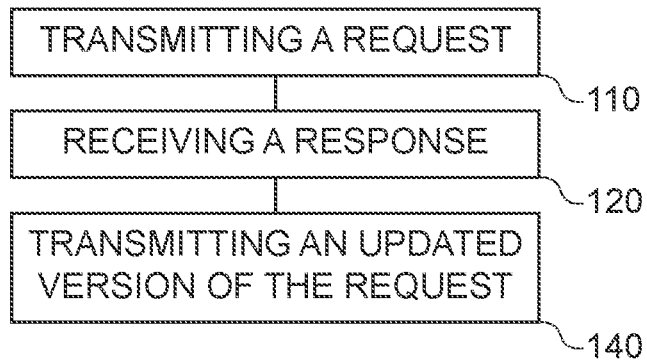 TRANSMITTING A REQUEST
110
RECEIVING A RESPONSE
120
TRANSMITTING AN UPDATED
VERSION OF THE REQUEST
140